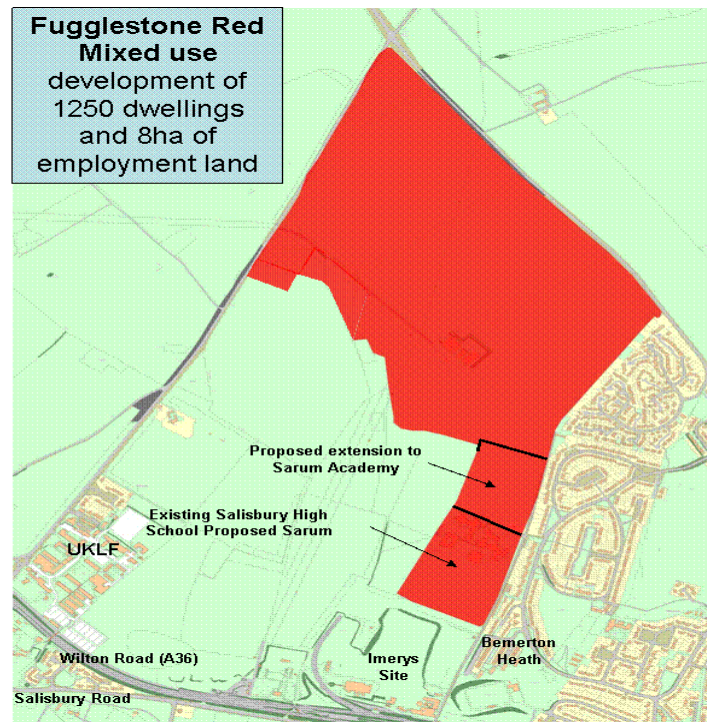 Fugglestone Red
Mixed use
development of
1250 dwellings
and 8ha of
employment land
Proposed extension to
Sarum Academy
Existing Salisbury High
School Proposed Sarum
UKLF
Wilton Road (A36)
Imerys
Site
Bemerton
Heath
Salisbury Road